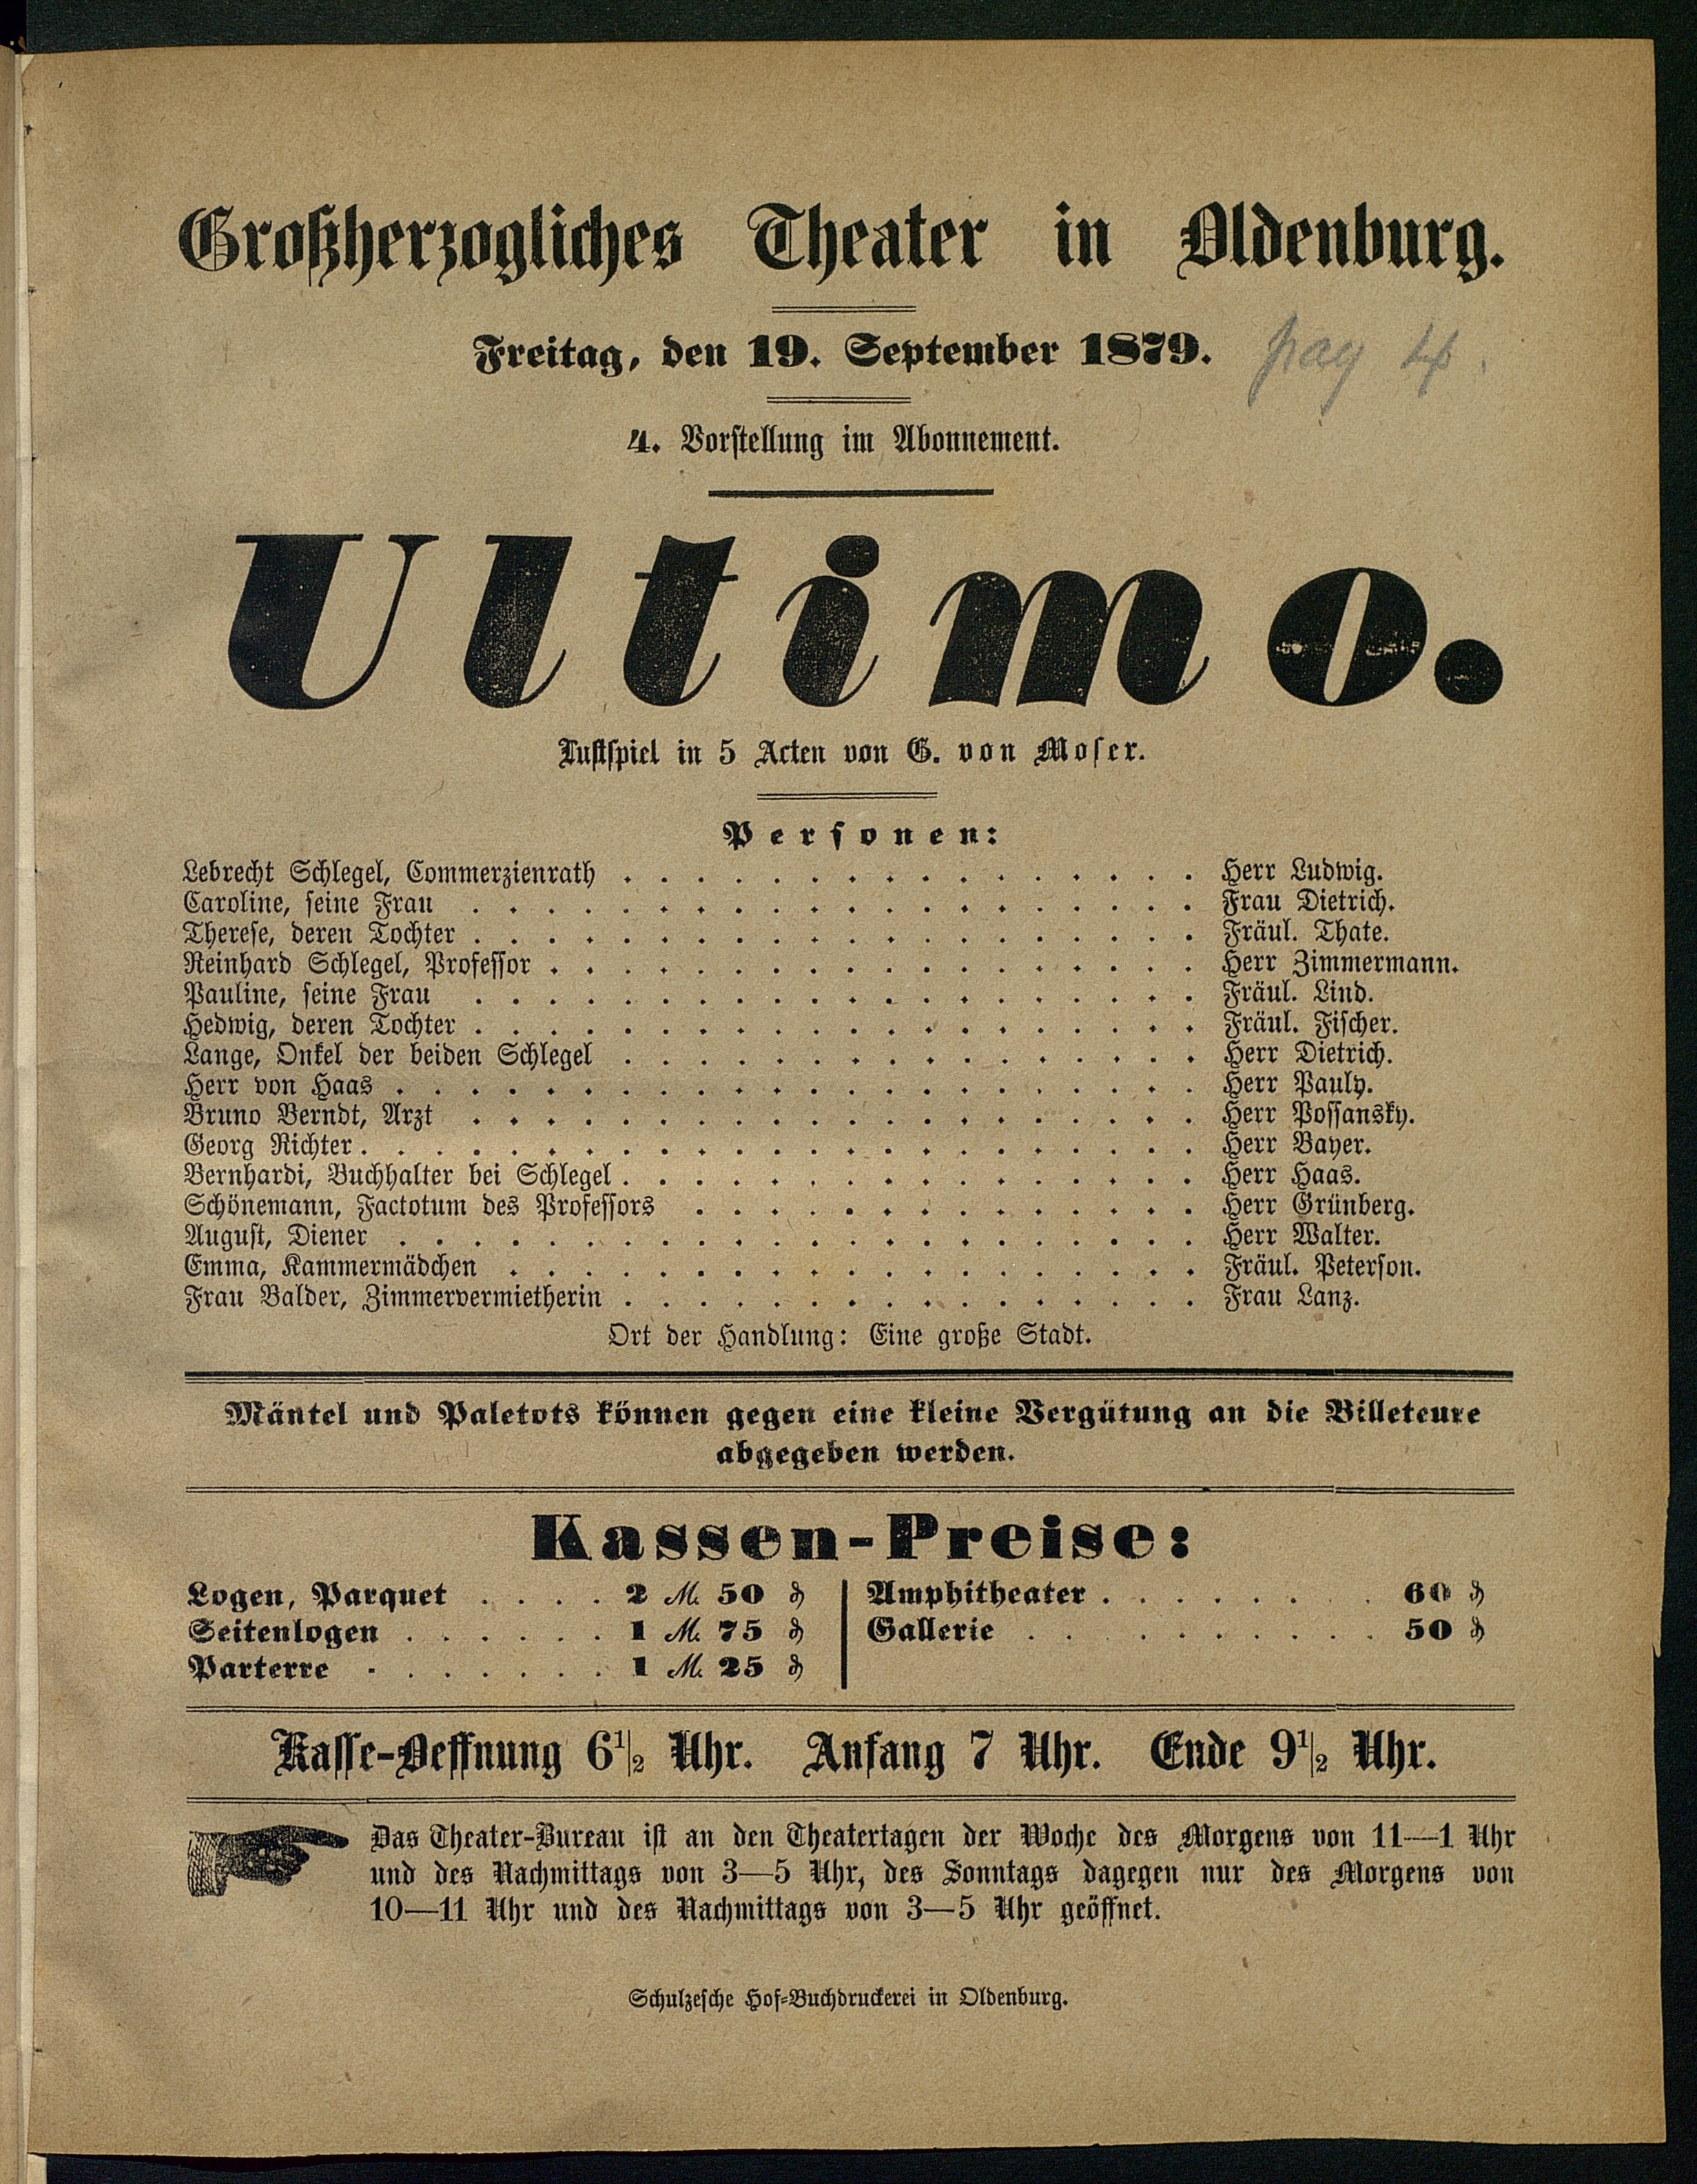 Großherzogliches Theater in Oldenburg.
Freitag, den 19. September 1879.
4. Vorstellung im Abonnement.
Ultimo.
Lustspiel in 5 Acten von G. von Moser.
Personen:
Lebrecht Schlegel, Commerzienrath . . . . . . . . . . . . . . . . Herr Ludwig.
Caroline, seine Frau . . . . . . . . . . . . . . . . . . . . Frau Dietrich.
Therese, deren Tochter . . . . . . . . . . . . . . . . . . . . Fräul. Thate.
Reinhard Schlegel, Professor . . . . . . . . . . . . . . . . . . Herr Zimmermann.
Pauline, seine Frau . . . . . . . . . . . . . . . . . . . . Fräul. Lind.
Hedwig, deren Tochter . . . . . . . . . . . . . . . . . . . . Fräul. Fischer.
Lange, Onkel der beiden Schlegel . . . . . . . . . . . . . . . . Herr Dietrich.
Herr von Haas . . . . . . . . . . . . . . . . . . . . . . Herr Pauly.
Bruno Berndt, Arzt . . . . . . . . . . . . . . . . . . . . Herr Possansky.
Georg Richter . . . . . . . . . . . . . . . . . . . . . . . Herr Bayer.
Bernhardi, Buchhalter bei Schlegel . . . . . . . . . . . . . . . . Herr Haas.
Schönemann, Factotum des Professors . . . . . . . . . . . . . . Herr Grünberg.
August, Diener . . . . . . . . . . . . . . . . . . . . . . Herr Walter.
Emma, Kammermädchen . . . . . . . . . . . . . . . . . . . Fräul. Peterson.
Frau Balder, Zimmervermietherin . . . . . . . . . . . . . . . . Frau Lanz.
Ort der Handlung: Eine große Stadt.
Mäntel und Paletots können gegen eine kleine Vergütung an die Billeteure
abgegeben werden.
Kassen-Preise:
Logen, Parquet . . . . 2 M. 50 ₰
Seitenlogen . . . . . . 1 M. 75 ₰
Parterre . . . . . . . 1 M. 25 ₰
Amphitheater . . . . . . . . 60 ₰
Gallerie . . . . . . . . . . 50 ₰
Kasse-Oeffnung 6 1/2 Uhr. Anfang 7 Uhr. Ende 9 1/2 Uhr.
Das Theater-Bureau ist an den Theatertagen der Woche des Morgens von 11—1 Uhr
und des Nachmittags von 3—5 Uhr, des Sonntags dagegen nur des Morgens von
10—11 Uhr und des Nachmittags von 3—5 Uhr geöffnet.
Schulzesche Hof-Buchdruckerei in Oldenburg.